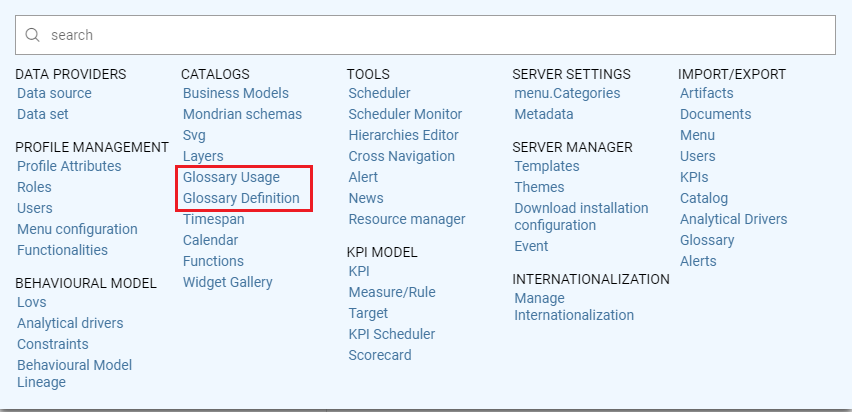 search
DATA PROVIDERS
Data source
Data set
PROFILE MANAGEMENT
Profile Attributes
Roles
Users
Menu configuration
Functionalities
BEHAVIOURAL MODEL
Lovs
Analytical drivers
Constraints
Behavioural Model
Lineage
CATALOGS
Business Models
Mondrian schemas
Svg
Layers
Glossary Usage
Glossary Definition
Timespan
Calendar
Functions
Widget Gallery
TOOLS
Scheduler
Scheduler Monitor
Hierarchies Editor
Cross Navigation
Alert
News
Resource manager
KPI MODEL
KPI
Measure/Rule
Target
KPI Scheduler
Scorecard
SERVER SETTINGS
menu.Categories
Metadata
SERVER MANAGER
Templates
Themes
Download installation
configuration
Event
INTERNATIONALIZATION
Manage
Internationalization
IMPORT/EXPORT
Artifacts
Documents
Menu
Users
KPIs
Catalog
Analytical Drivers
Glossary
Alerts